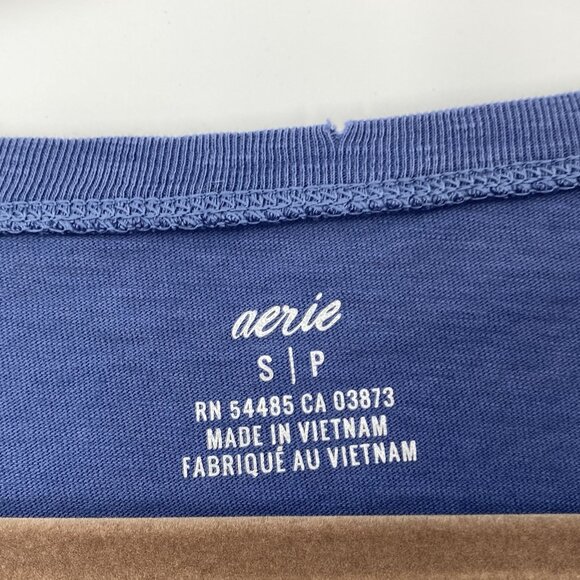 aerie
S | P
RN 54485 CA 03873
MADE IN VIETNAM
FABRIQUÉ AU VIETNAM